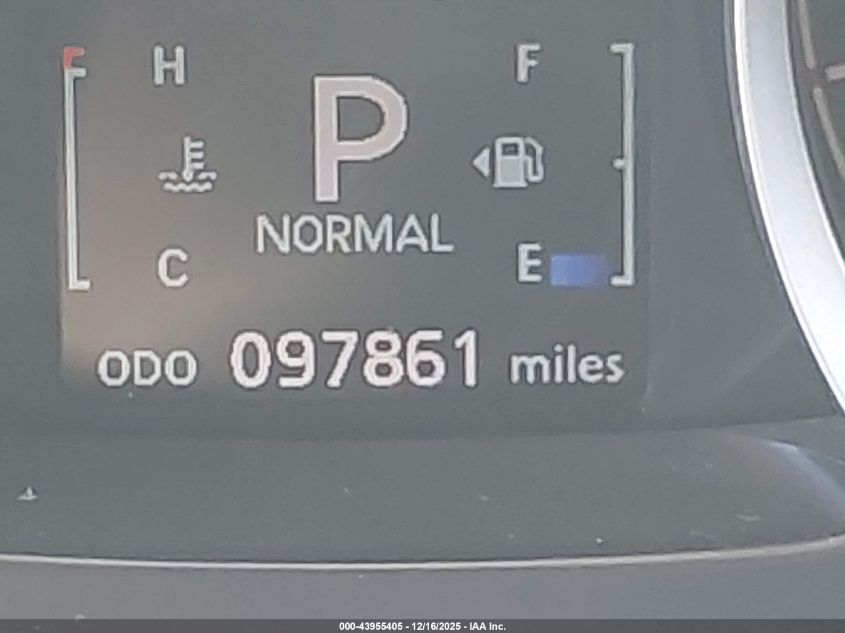 H F
P
NORMAL
C E
ODO 097861 miles
000-43955405 - 12/16/2025 - IAA Inc.